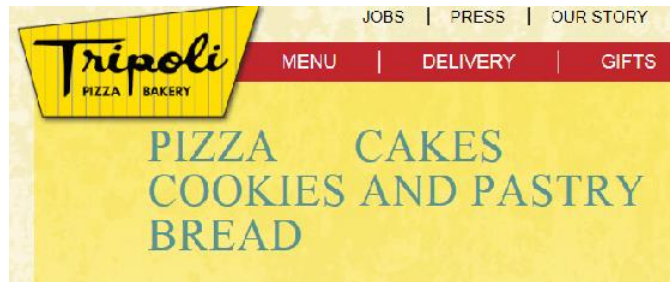 JOBS | PRESS | OUR STORY
Tripoli
PIZZA BAKERY
MENU | DELIVERY | GIFTS
PIZZA CAKES
COOKIES AND PASTRY
BREAD